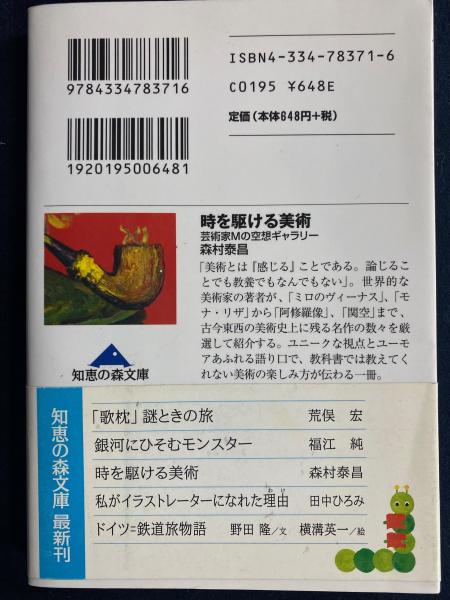 ISBN4-334-78371-6
9784334783716
C0195 ¥648E
定価(本体648円+税)
1920195006481
時を駆ける美術
芸術家Mの空想ギャラリー
森村泰昌
「美術とは『感じる』ことである。論じるこ
とでも教養でもなんでもない」。世界的な
美術家の著者が、「ミロのヴィーナス」、「モ
ナ・リザ」から「阿修羅像」、「関空」まで、
古今東西の美術史上に残る名作の数々を厳
選して紹介する。ユニークな視点とユーモ
アあふれる語り口で、教科書では教えてく
れない美術の楽しみ方が伝わる一冊。
知恵の森文庫
知恵の森文庫 最新刊
「歌枕」謎ときの旅 荒俣 宏
銀河にひそむモンスター 福江 純
時を駆ける美術 森村泰昌
わけ
私がイラストレーターになれた理由 田中ひろみ
ドイツ=鉄道旅物語 野田 隆/文 横溝英一/絵